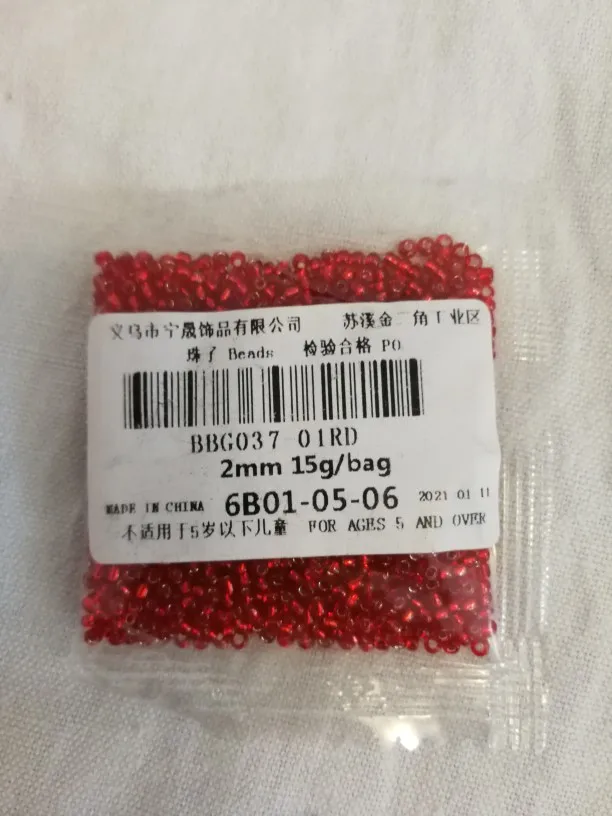 义乌市宁晟饰品有限公司 苏溪金三角工业区
珠子 Beads 检验合格 PO
BBG037 01RD
2mm 15g/bag
MADE IN CHINA 6B01-05-06 2021 01 11
不适用于5岁以下儿童 FOR AGES 5 AND OVER